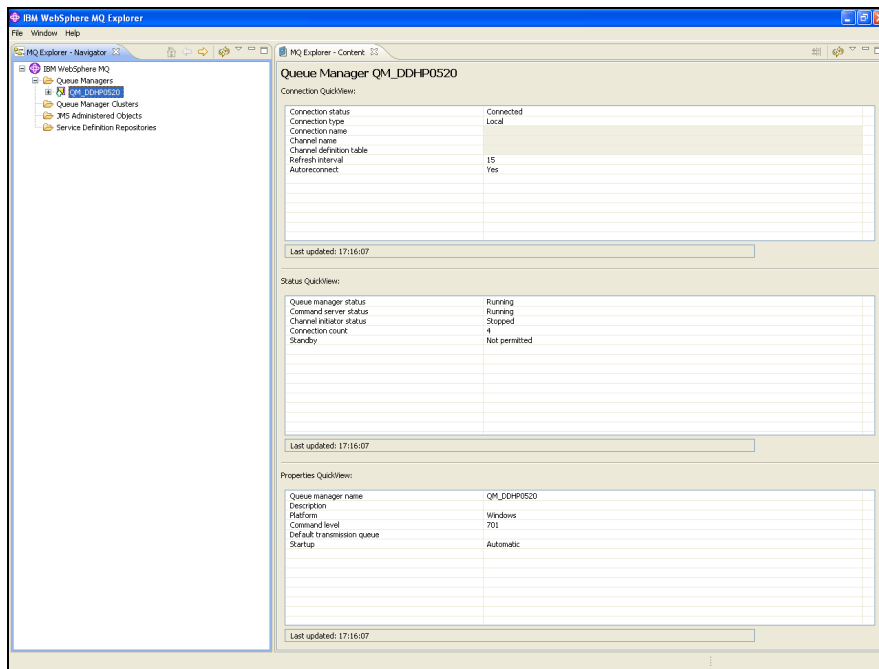 IBM WebSphere MQ Explorer
File Window Help
MQ Explorer - Navigator
IBM WebSphere MQ
Queue Managers
QM_DDHP0520
Queue Manager Clusters
JMS Administered Objects
Service Definition Repositories
MQ Explorer - Content
Queue Manager QM_DDHP0520
Connection QuickView:
Connection status Connected
Connection type Local
Connection name
Channel name
Channel definition table
Refresh interval 15
Autoreconnect Yes
Last updated: 17:16:07
Status QuickView:
Queue manager status Running
Command server status Running
Channel initiator status Stopped
Connection count 4
Standby Not permitted
Last updated: 17:16:07
Properties QuickView:
Queue manager name QM_DDHP0520
Description
Platform Windows
Command level 701
Default transmission queue
Startup Automatic
Last updated: 17:16:07